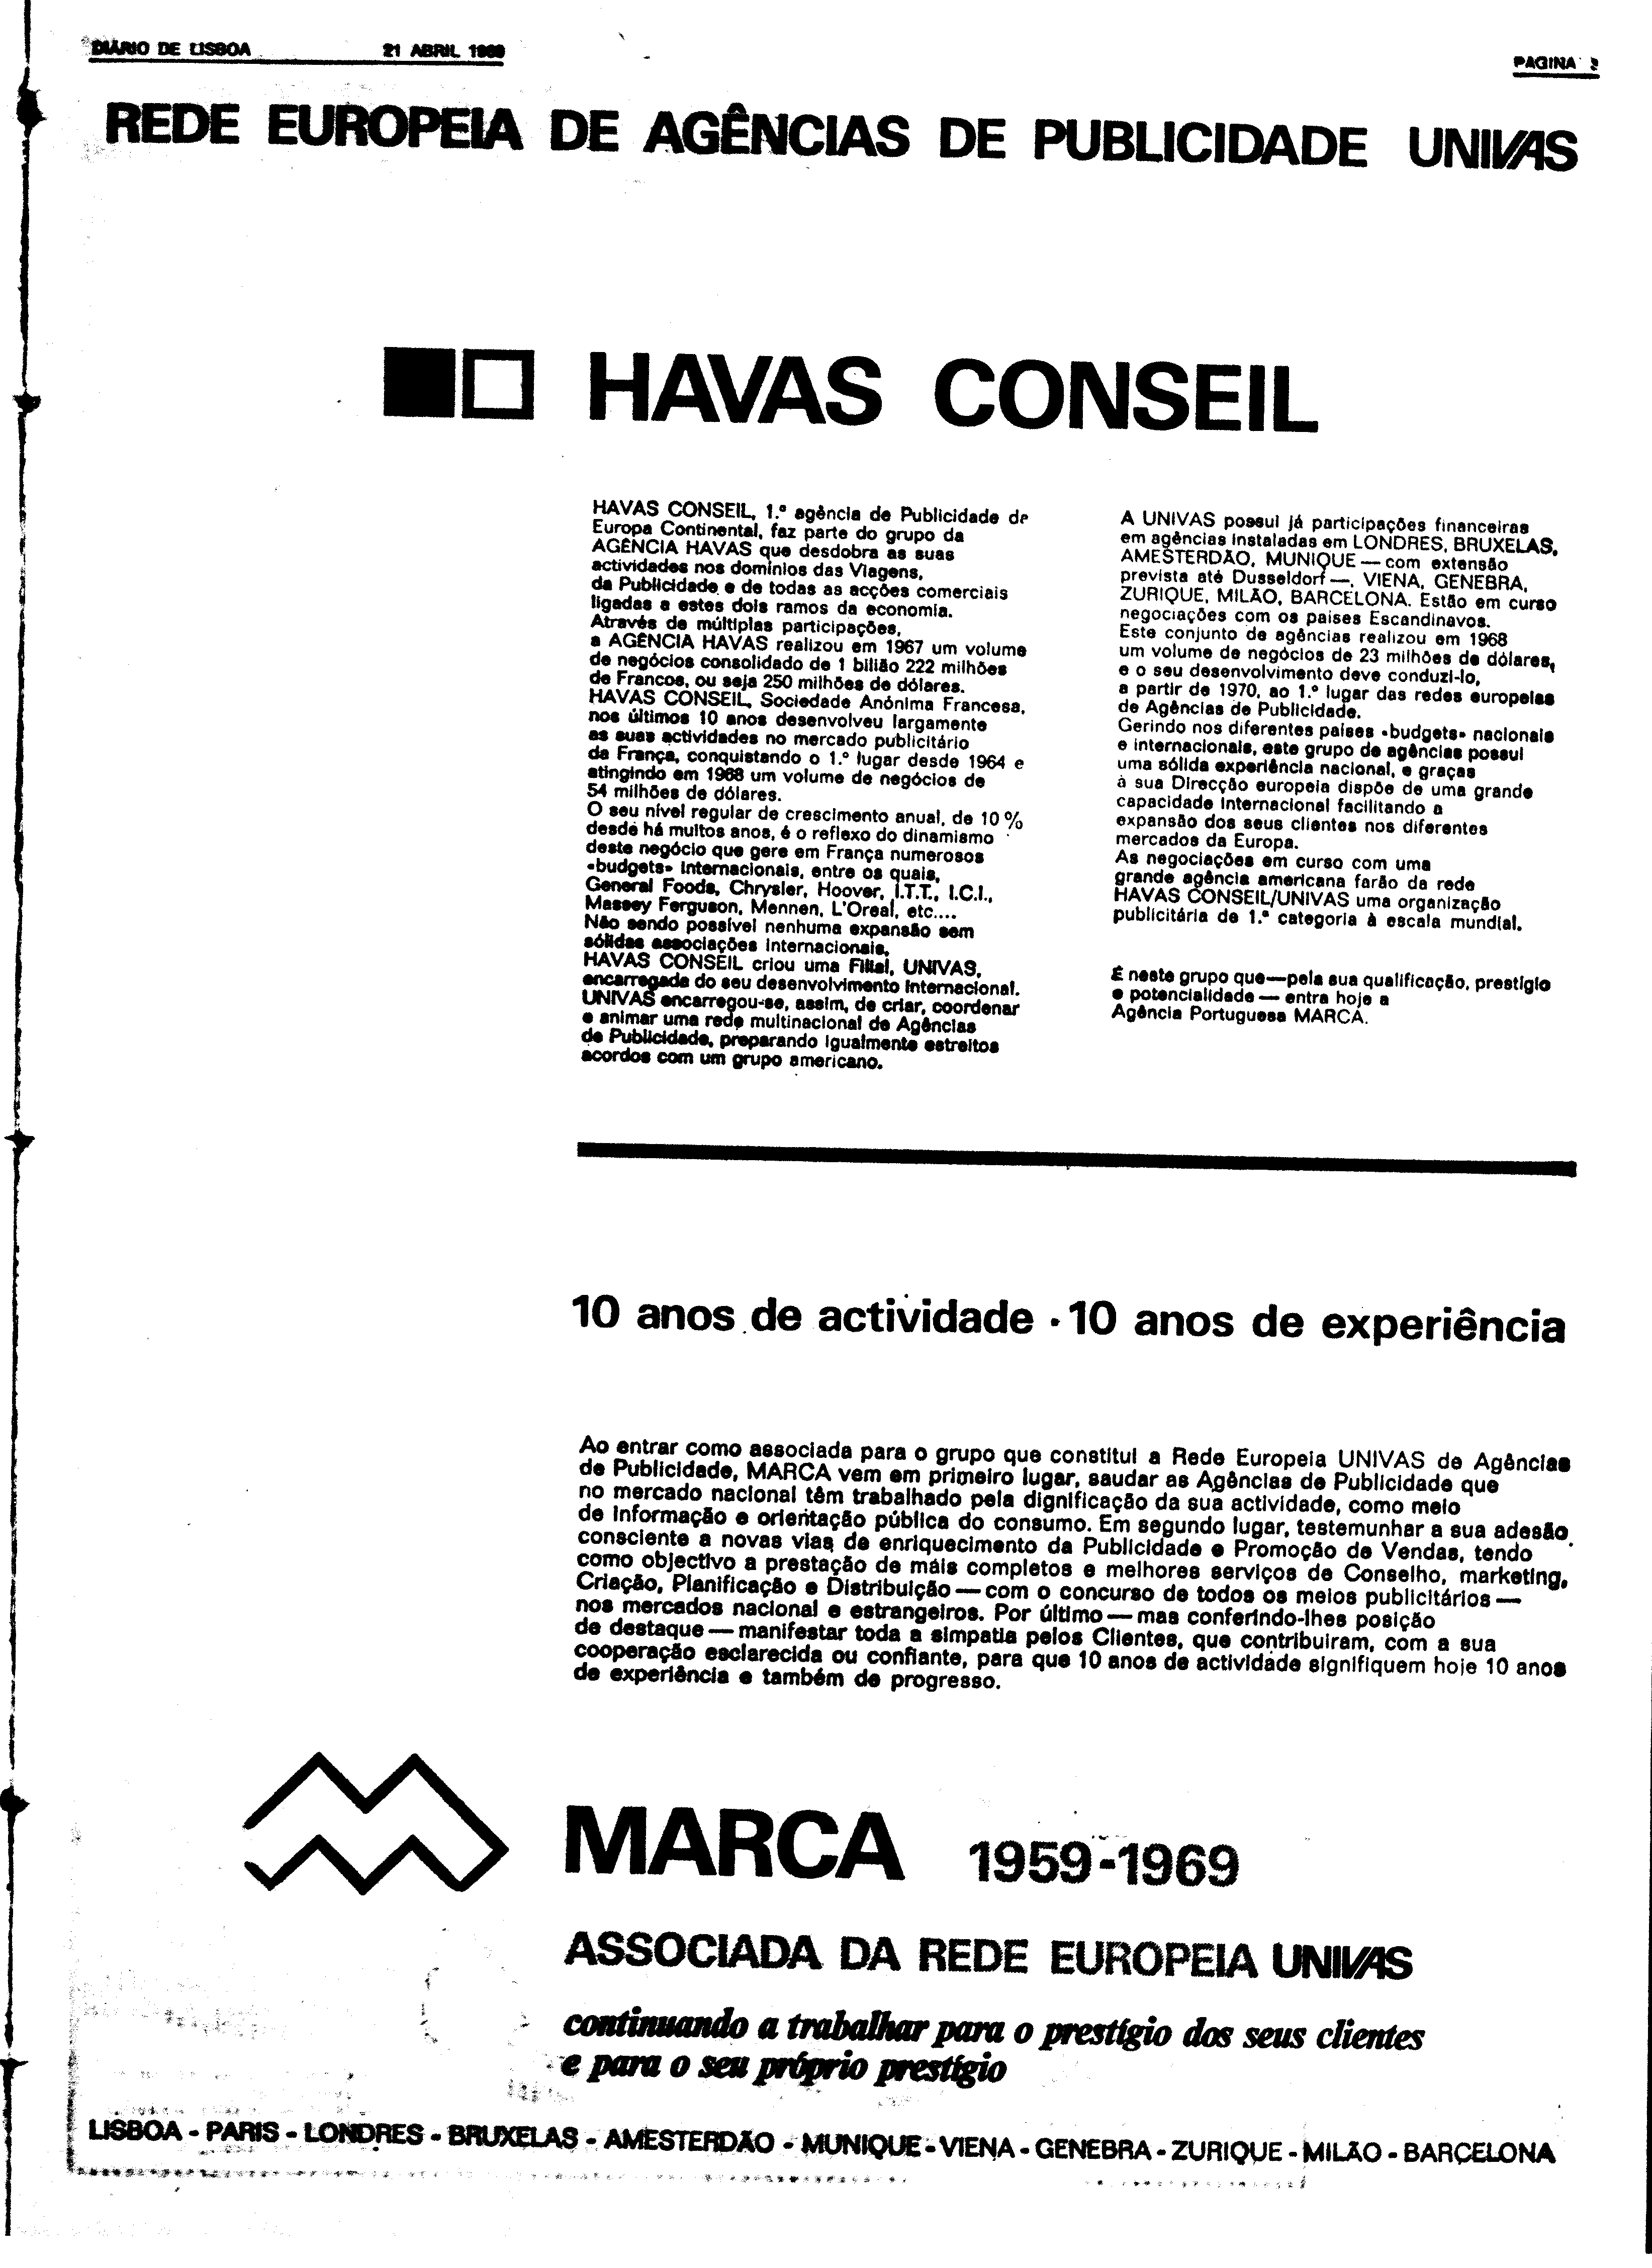 DIÁRIO DE LISBOA 21 ABRIL 1969
PAGINA
REDE EUROPEIA DE AGÊNCIAS DE PUBLICIDADE UNIVAS
HAVAS CONSEIL
HAVAS CONSEIL, 1.ª agência de Publicidade de
Europa Continental, faz parte do grupo da
AGÊNCIA HAVAS que desdobra as suas
actividades nos domínios das Viagens,
da Publicidade e de todas as acções comerciais
ligadas a estes dois ramos da economia.
Através de múltiplas participações,
a AGÊNCIA HAVAS realizou em 1967 um volume
de negócios consolidado de 1 bilião 222 milhões
de Francos, ou seja 250 milhões de dólares.
HAVAS CONSEIL, Sociedade Anónima Francesa,
nos últimos 10 anos desenvolveu largamente
as suas actividades no mercado publicitário
da França, conquistando o 1.º lugar desde 1964 e
atingindo em 1968 um volume de negócios de
54 milhões de dólares.
O seu nível regular de crescimento anual, de 10 %
desde há muitos anos, é o reflexo do dinamismo
deste negócio que gere em França numerosos
«budgets» internacionais, entre os quais,
General Foods, Chrysler, Hoover, I.T.T., I.C.I.,
Massey Ferguson, Mennen, L'Oreal, etc....
Não sendo possível nenhuma expansão sem
sólidas associações internacionais,
HAVAS CONSEIL criou uma Filial, UNIVAS,
encarregada do seu desenvolvimento Internacional.
UNIVAS encarregou-se, assim, de criar, coordenar
e animar uma rede multinacional de Agências
de Publicidade, preparando igualmente estreitos
acordos com um grupo americano.
A UNIVAS possui já participações financeiras
em agências instaladas em LONDRES, BRUXELAS,
AMESTERDÃO, MUNIQUE — com extensão
prevista até Dusseldorf —, VIENA, GENEBRA,
ZURIQUE, MILÃO, BARCELONA. Estão em curso
negociações com os países Escandinavos.
Este conjunto de agências realizou em 1968
um volume de negócios de 23 milhões de dólares,
e o seu desenvolvimento deve conduzi-lo,
a partir de 1970, ao 1.º lugar das redes europeias
de Agências de Publicidade.
Gerindo nos diferentes países «budgets» nacionais
e internacionais, este grupo de agências possui
uma sólida experiência nacional, e graças
à sua Direcção europeia dispõe de uma grande
capacidade Internacional facilitando a
expansão dos seus clientes nos diferentes
mercados da Europa.
As negociações em curso com uma
grande agência americana farão da rede
HAVAS CONSEIL/UNIVAS uma organização
publicitária de 1.ª categoria à escala mundial.
É neste grupo que—pela sua qualificação, prestígio
e potencialidade — entra hoje a
Agência Portuguesa MARCA.
10 anos de actividade · 10 anos de experiência
Ao entrar como associada para o grupo que constitui a Rede Europeia UNIVAS de Agências
de Publicidade, MARCA vem em primeiro lugar, saudar as Agências de Publicidade que
no mercado nacional têm trabalhado pela dignificação da sua actividade, como meio
de informação e orientação pública do consumo. Em segundo lugar, testemunhar a sua adesão
consciente a novas vias de enriquecimento da Publicidade e Promoção de Vendas, tendo
como objectivo a prestação de mais completos e melhores serviços de Conselho, marketing,
Criação, Planificação e Distribuição — com o concurso de todos os meios publicitários —
nos mercados nacional e estrangeiros. Por último — mas conferindo-lhes posição
de destaque — manifestar toda a simpatia pelos Clientes, que contribuiram, com a sua
cooperação esclarecida ou confiante, para que 10 anos de actividade signifiquem hoje 10 anos
de experiência e também de progresso.
MARCA 1959-1969
ASSOCIADA DA REDE EUROPEIA UNIVAS
continuando a trabalhar para o prestígio dos seus clientes
e para o seu próprio prestígio
LISBOA - PARIS - LONDRES - BRUXELAS - AMESTERDÃO - MUNIQUE - VIENA - GENEBRA - ZURIQUE - MILÃO - BARCELONA